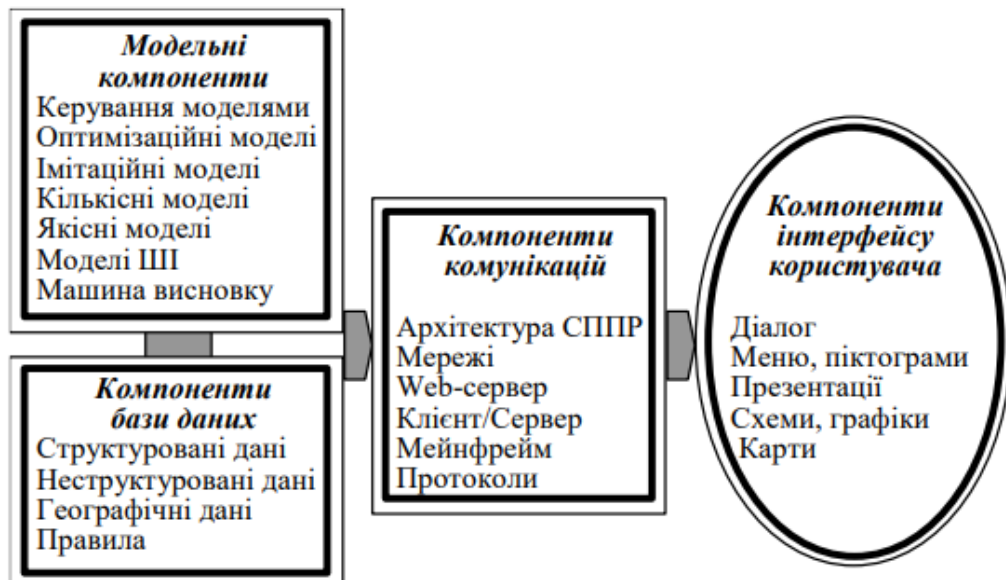 Модельні
компоненти
Керування моделями
Оптимізаційні моделі
Імітаційні моделі
Кількісні моделі
Якісні моделі
Моделі ШІ
Машина висновку
Компоненти
бази даних
Структуровані дані
Неструктуровані дані
Географічні дані
Правила
Компоненти
комунікацій
Архітектура СППР
Мережі
Web-сервер
Клієнт/Сервер
Мейнфрейм
Протоколи
Компоненти
інтерфейсу
користувача
Діалог
Меню, піктограми
Презентації
Схеми, графіки
Карти